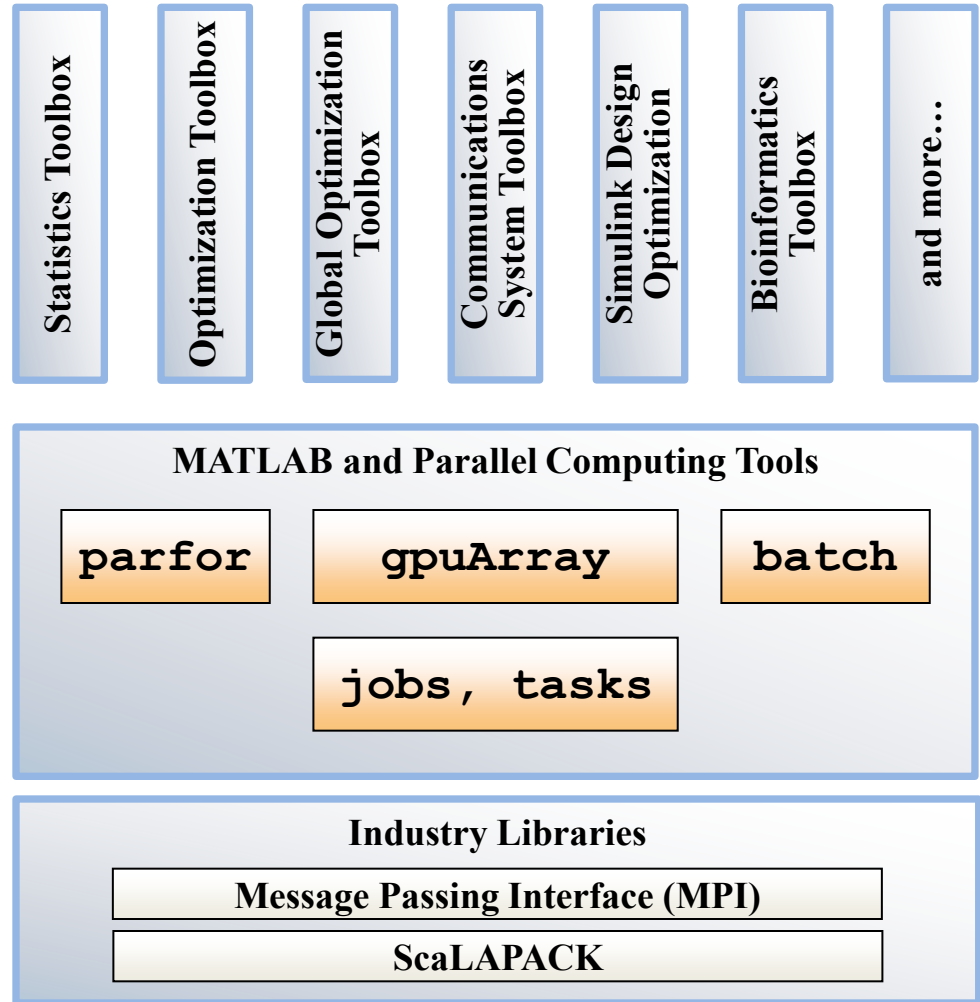 Statistics Toolbox
Optimization Toolbox
Global Optimization
Toolbox
Communications
System Toolbox
Simulink Design
Optimization
Bioinformatics
Toolbox
and more…
MATLAB and Parallel Computing Tools
parfor
gpuArray
batch
jobs, tasks
Industry Libraries
Message Passing Interface (MPI)
ScaLAPACK